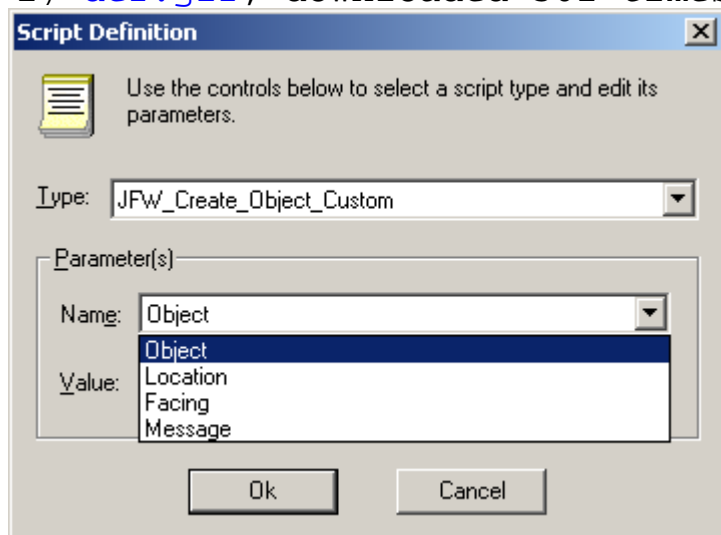 Script Definition
Use the controls below to select a script type and edit its
parameters.
Type: JFW_Create_Object_Custom
Parameter(s)
Name: Object
Object
Location
Value:
Facing
Message
Ok Cancel